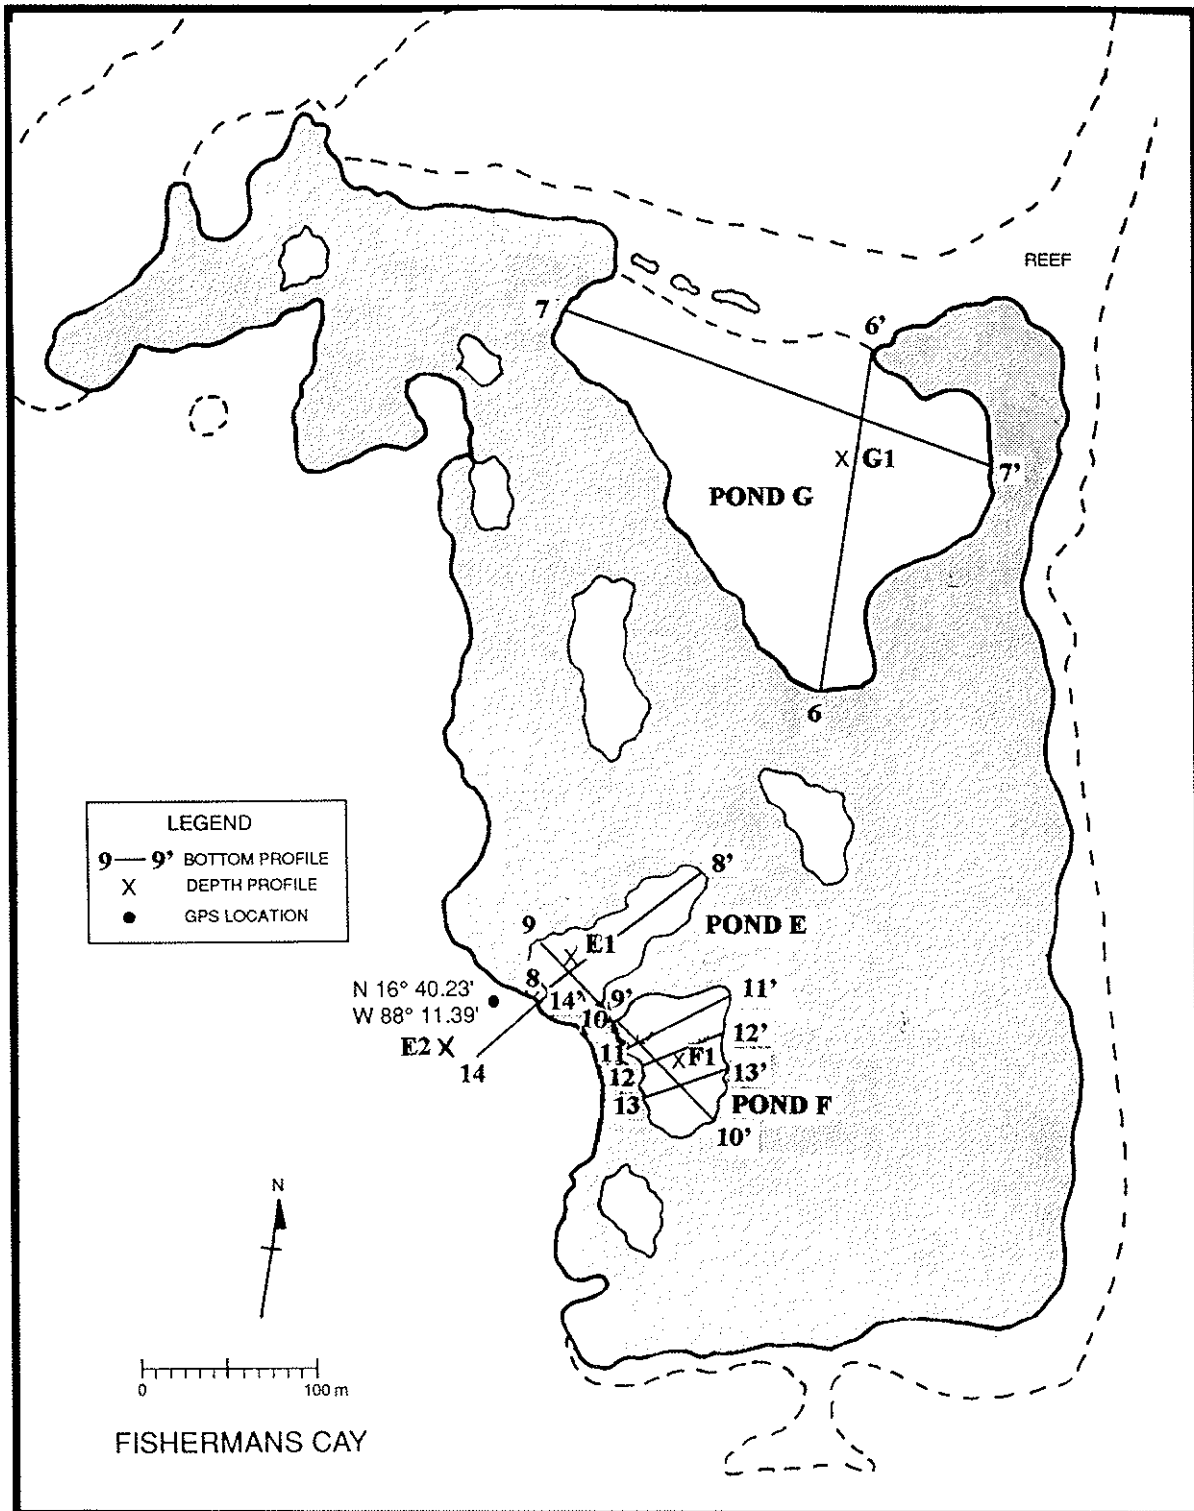 REEF
7
6'
G1
7'
POND G
6
LEGEND
9 — 9' BOTTOM PROFILE
X DEPTH PROFILE
● GPS LOCATION
8'
9
E1
POND E
8
14'
9'
10
11'
N 16° 40.23'
W 88° 11.39'
E2 X
14
11
12'
12
X F1
13'
13
POND F
10'
N
0 100 m
FISHERMANS CAY